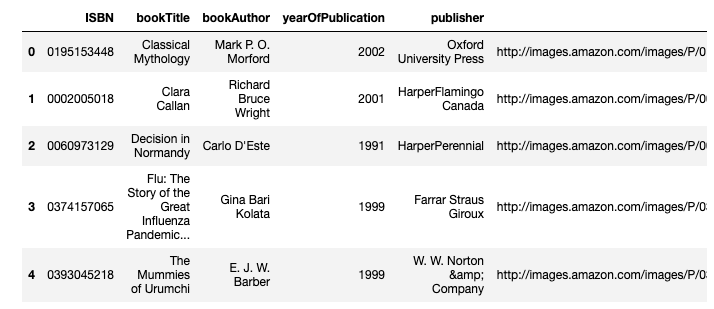 ISBN bookTitle bookAuthor yearOfPublication publisher
0 0195153448 Classical Mythology Mark P. O. Morford 2002 Oxford University Press http://images.amazon.com/images/P/0
1 0002005018 Clara Callan Richard Bruce Wright 2001 HarperFlamingo Canada http://images.amazon.com/images/P/0
2 0060973129 Decision in Normandy Carlo D'Este 1991 HarperPerennial http://images.amazon.com/images/P/0
3 0374157065 Flu: The Story of the Great Influenza Pandemic... Gina Bari Kolata 1999 Farrar Straus Giroux http://images.amazon.com/images/P/0
4 0393045218 The Mummies of Urumchi E. J. W. Barber 1999 W. W. Norton &amp; Company http://images.amazon.com/images/P/0